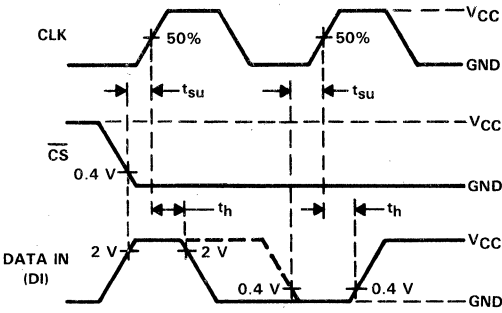 CLK
50%
50%
VCC
GND
tsu
tsu
CS
0.4 V
VCC
GND
th
th
DATA IN
(DI)
2 V
2 V
0.4 V
0.4 V
VCC
GND